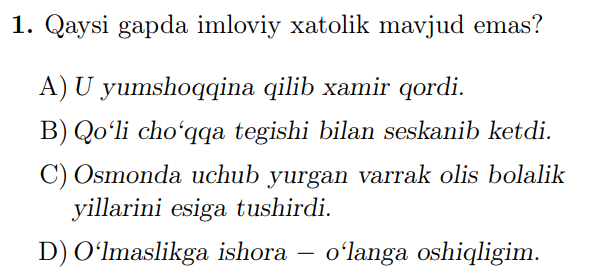 1. Qaysi gapda imloviy xatolik mavjud emas?
A) U yumshoqqina qilib xamir qordi.
B) Qo‘li cho‘qqa tegishi bilan seskanib ketdi.
C) Osmonda uchub yurgan varrak olis bolalik
yillarini esiga tushirdi.
D) O‘lmaslikga ishora – o‘langa oshiqligim.